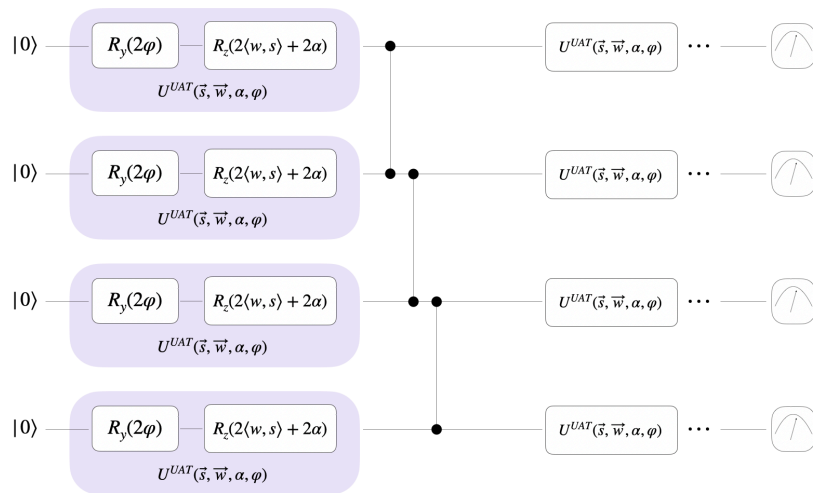 |0⟩ R_y(2φ) R_z(2⟨w, s⟩ + 2α) U^{UAT}(s⃗, w⃗, α, φ) ···
U^{UAT}(s⃗, w⃗, α, φ)
|0⟩ R_y(2φ) R_z(2⟨w, s⟩ + 2α) U^{UAT}(s⃗, w⃗, α, φ) ···
U^{UAT}(s⃗, w⃗, α, φ)
|0⟩ R_y(2φ) R_z(2⟨w, s⟩ + 2α) U^{UAT}(s⃗, w⃗, α, φ) ···
U^{UAT}(s⃗, w⃗, α, φ)
|0⟩ R_y(2φ) R_z(2⟨w, s⟩ + 2α) U^{UAT}(s⃗, w⃗, α, φ) ···
U^{UAT}(s⃗, w⃗, α, φ)